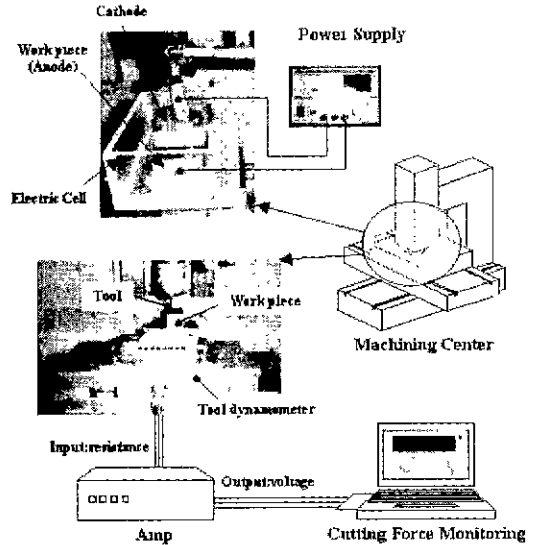 Cathode
Work piece
(Anode)
Power Supply
Electric Cell
Tool
Work piece
Machining Center
Tool dynamometer
Input:resistance
Output:voltage
Amp
Cutting Force Monitoring